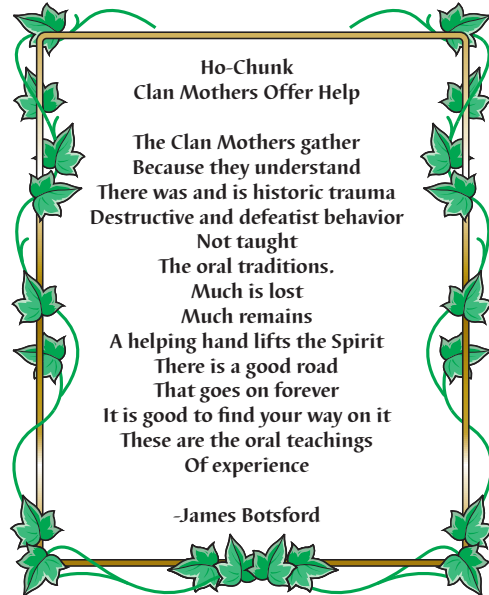 Ho-Chunk
Clan Mothers Offer Help
The Clan Mothers gather
Because they understand
There was and is historic trauma
Destructive and defeatist behavior
Not taught
The oral traditions.
Much is lost
Much remains
A helping hand lifts the Spirit
There is a good road
That goes on forever
It is good to find your way on it
These are the oral teachings
Of experience
-James Botsford